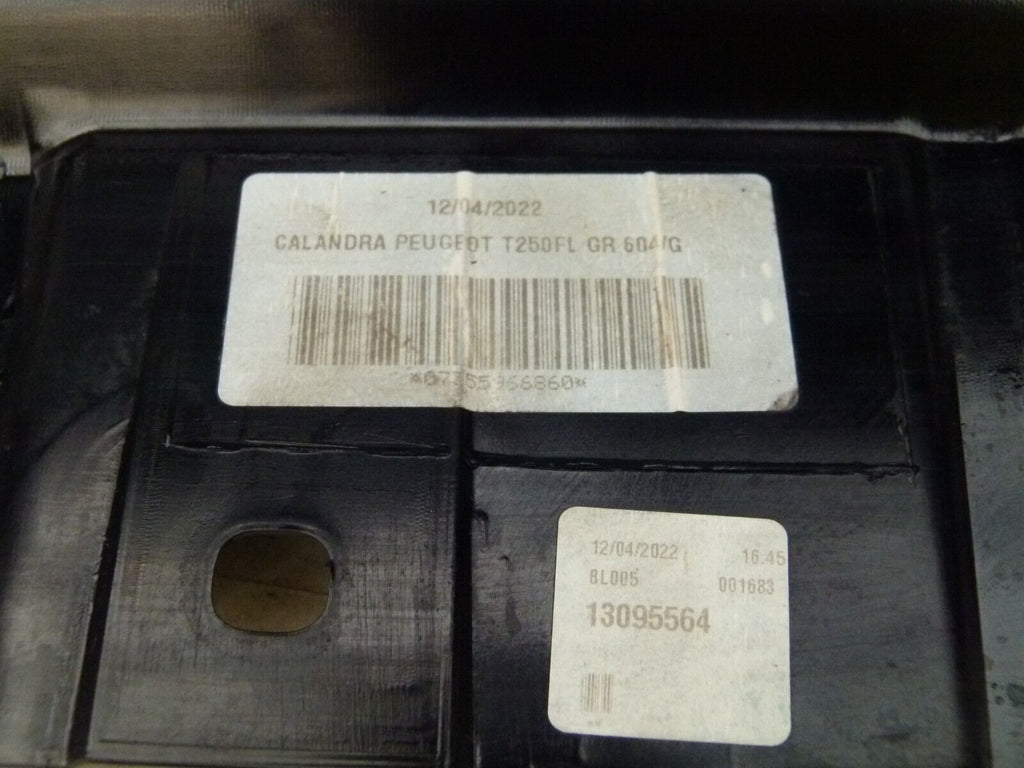 12/04/2022
CALANDRA PEUGEOT T250FL GR 604/G
12/04/2022 16.45
8L005 001683
13095564